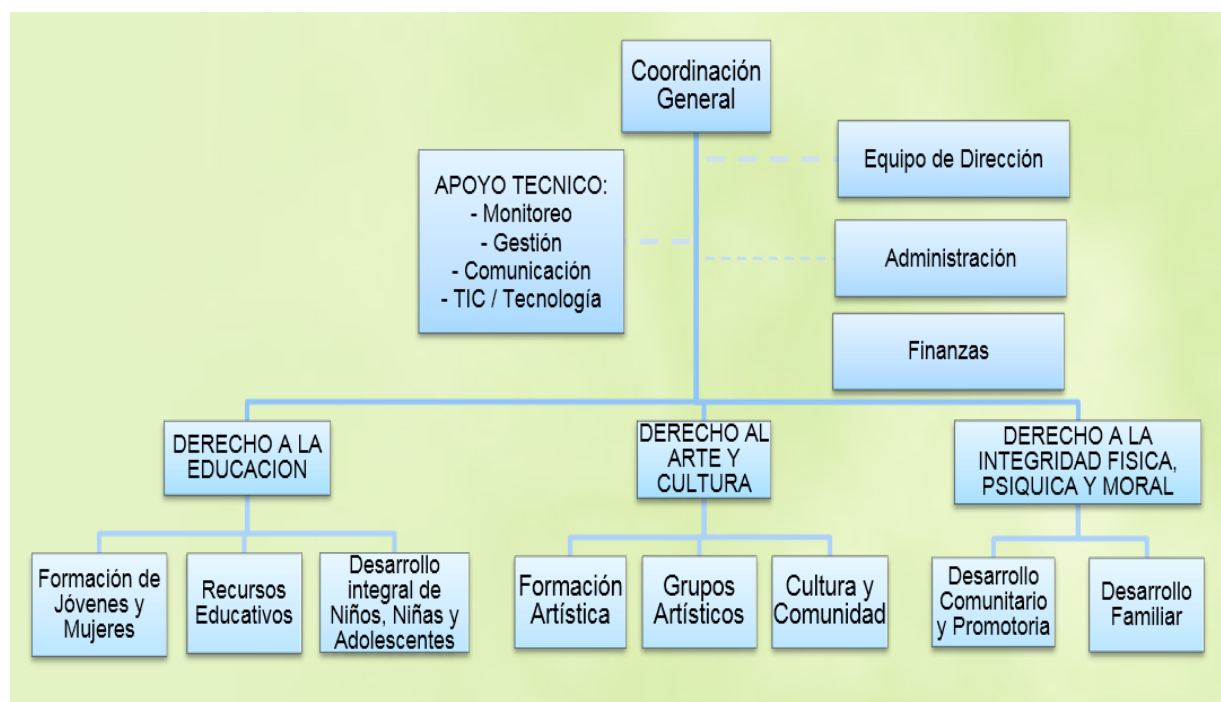 Coordinación
General
Equipo de Dirección
APOYO TECNICO:
- Monitoreo
- Gestión
- Comunicación
- TIC / Tecnología
Administración
Finanzas
DERECHO A LA
EDUCACION
DERECHO AL
ARTE Y
CULTURA
DERECHO A LA
INTEGRIDAD FISICA,
PSIQUICA Y MORAL
Formación de
Jóvenes y
Mujeres
Recursos
Educativos
Desarrollo
integral de
Niños, Niñas y
Adolescentes
Formación
Artística
Grupos
Artísticos
Cultura y
Comunidad
Desarrollo
Comunitario
y Promotoria
Desarrollo
Familiar